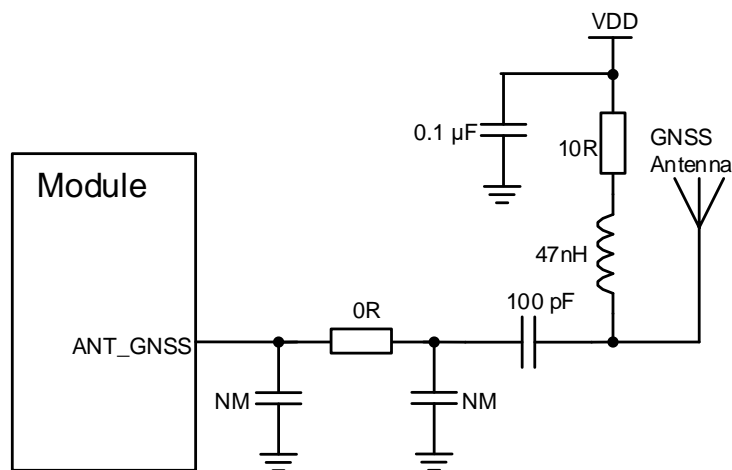 VDD
0.1 µF
10R
GNSS
Antenna
Module
47nH
100 pF
0R
ANT_GNSS
NM
NM